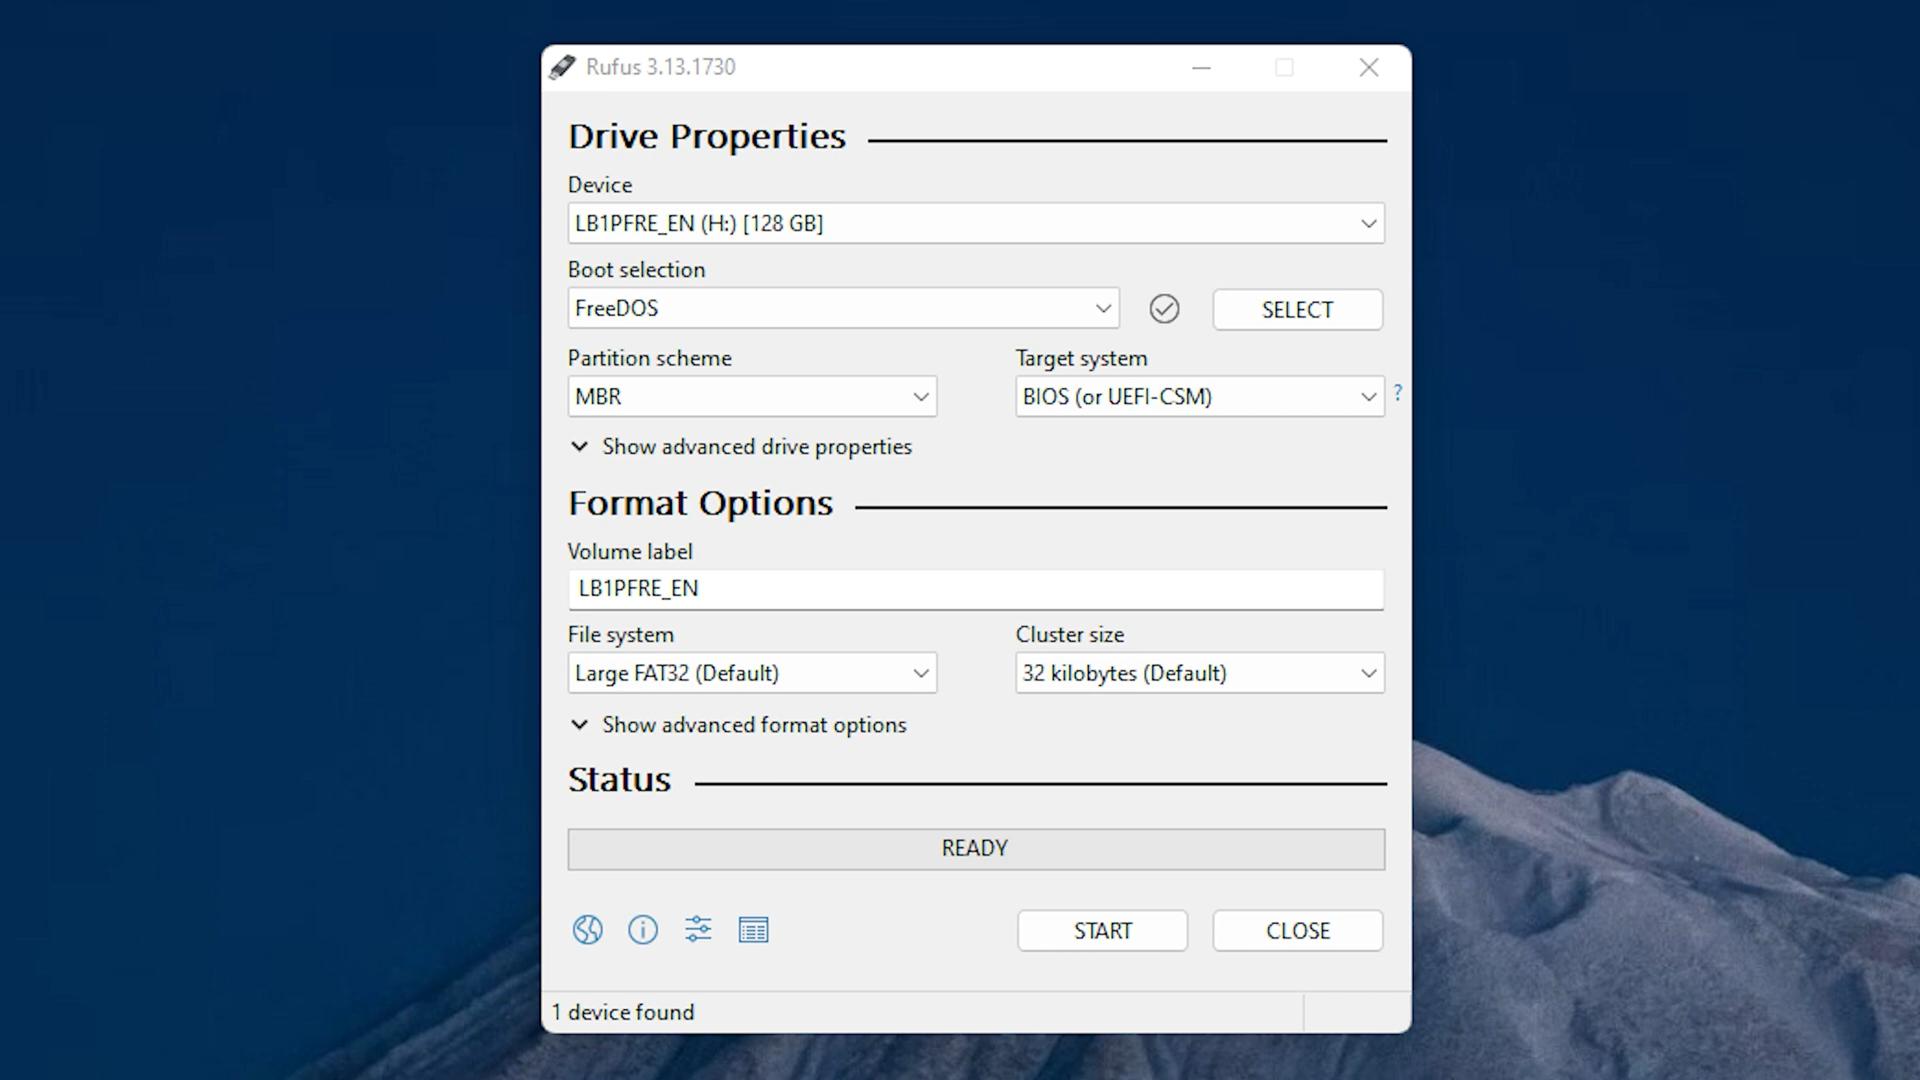 Rufus 3.13.1730
Drive Properties
Device
LB1PFRE_EN (H:) [128 GB]
Boot selection
FreeDOS
SELECT
Partition scheme
Target system
MBR
BIOS (or UEFI-CSM)
?
Show advanced drive properties
Format Options
Volume label
LB1PFRE_EN
File system
Cluster size
Large FAT32 (Default)
32 kilobytes (Default)
Show advanced format options
Status
READY
START
CLOSE
1 device found